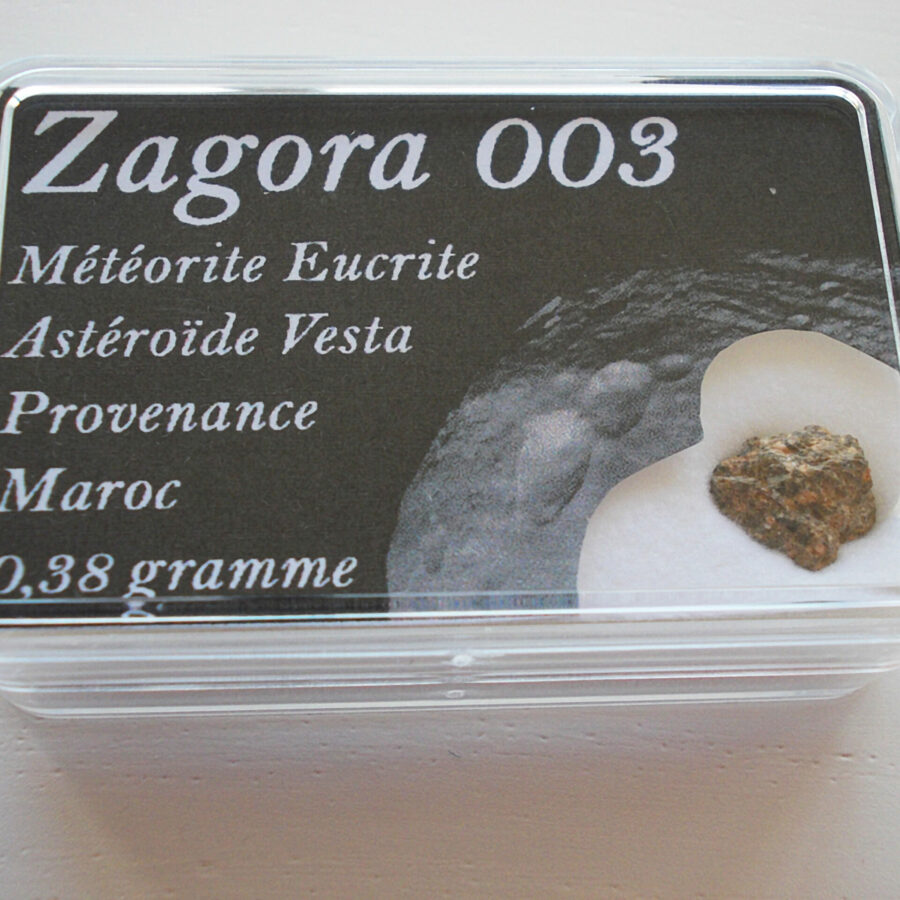 Zagora 003
Météorite Eucrite
Astéroïde Vesta
Provenance
Maroc
0,38 gramme